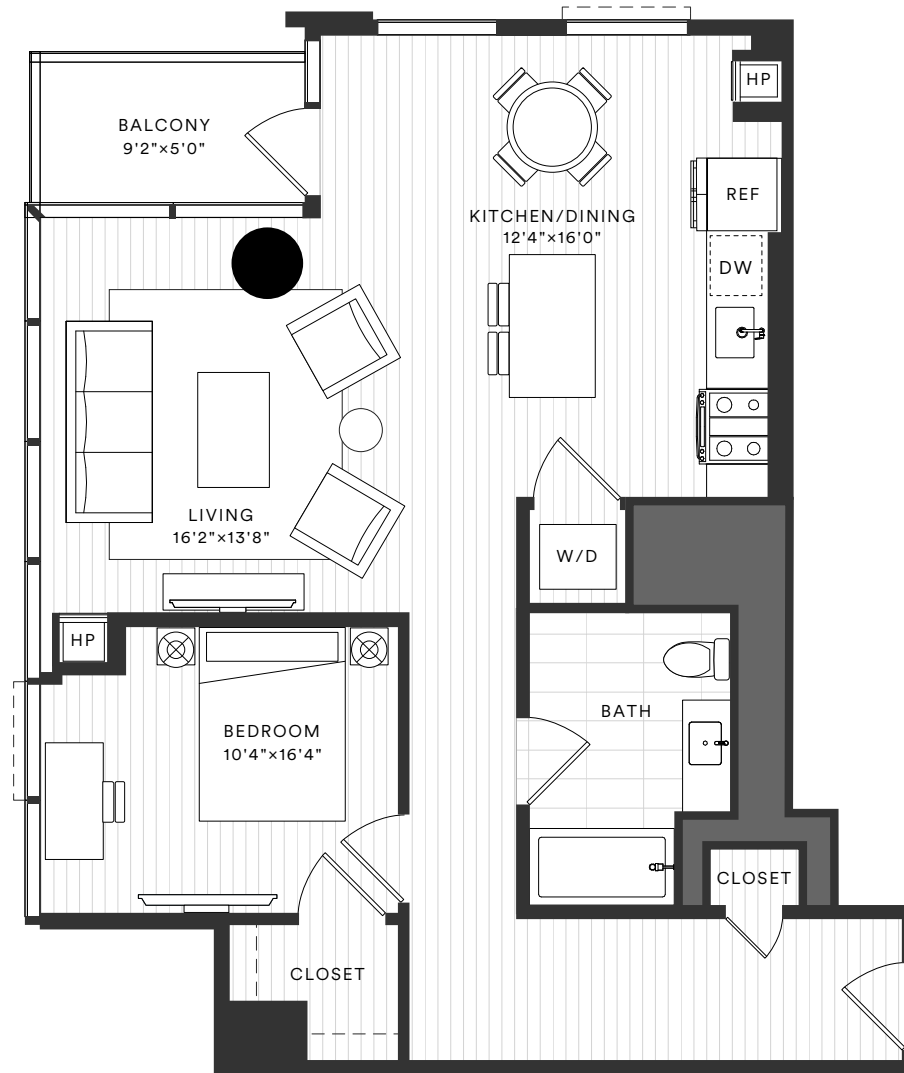 HP
BALCONY
9'2"×5'0"
REF
KITCHEN/DINING
12'4"×16'0"
DW
LIVING
16'2"×13'8"
W/D
HP
BATH
BEDROOM
10'4"×16'4"
CLOSET
CLOSET